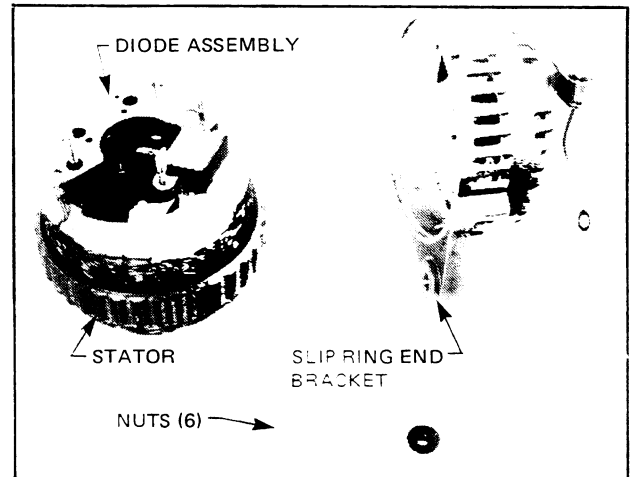 DIODE ASSEMBLY
STATOR
SLIP RING END
BRACKET
NUTS (6)